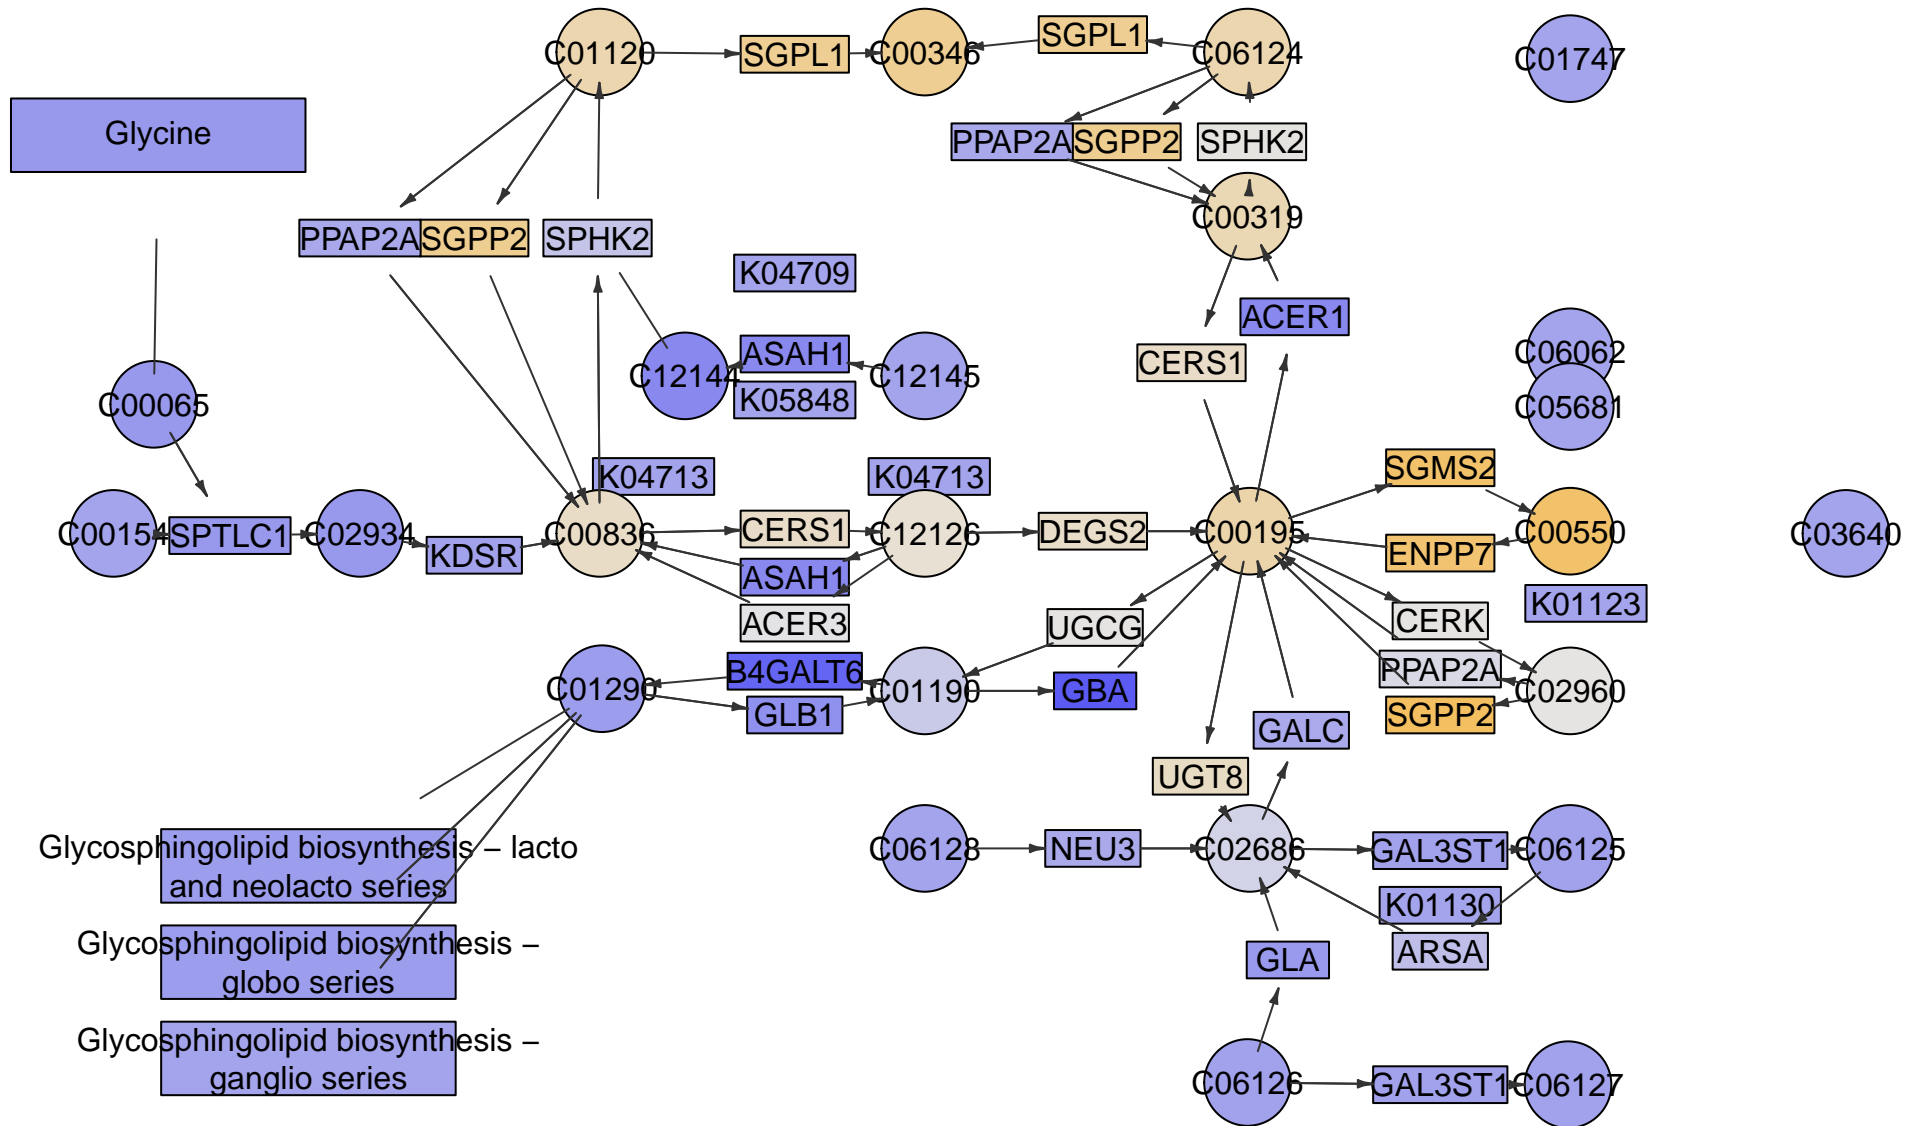 C01120
SGPL1
C00346
SGPL1
C06124
C01747
Glycine
PPAP2A
SGPP2
SPHK2
C00319
PPAP2A
SGPP2
SPHK2
K04709
ACER1
C06062
ASAH1
C12144
C12145
CERS1
K05848
C05681
C00065
K04713
K04713
SGMS2
C00154
SPTLC1
C02934
KDSR
C00836
CERS1
C12126
DEGS2
C00195
C00550
C03640
ENPP7
ASAH1
K01123
ACER3
UGCG
CERK
B4GALT6
PPAP2A
C01290
C01190
GBA
C02960
GLB1
SGPP2
GALC
UGT8
Glycosphingolipid biosynthesis – lacto
and neolacto series
C06128
NEU3
C02686
GAL3ST1
C06125
K01130
Glycosphingolipid biosynthesis –
globo series
GLA
ARSA
Glycosphingolipid biosynthesis –
ganglio series
C06126
GAL3ST1
C06127